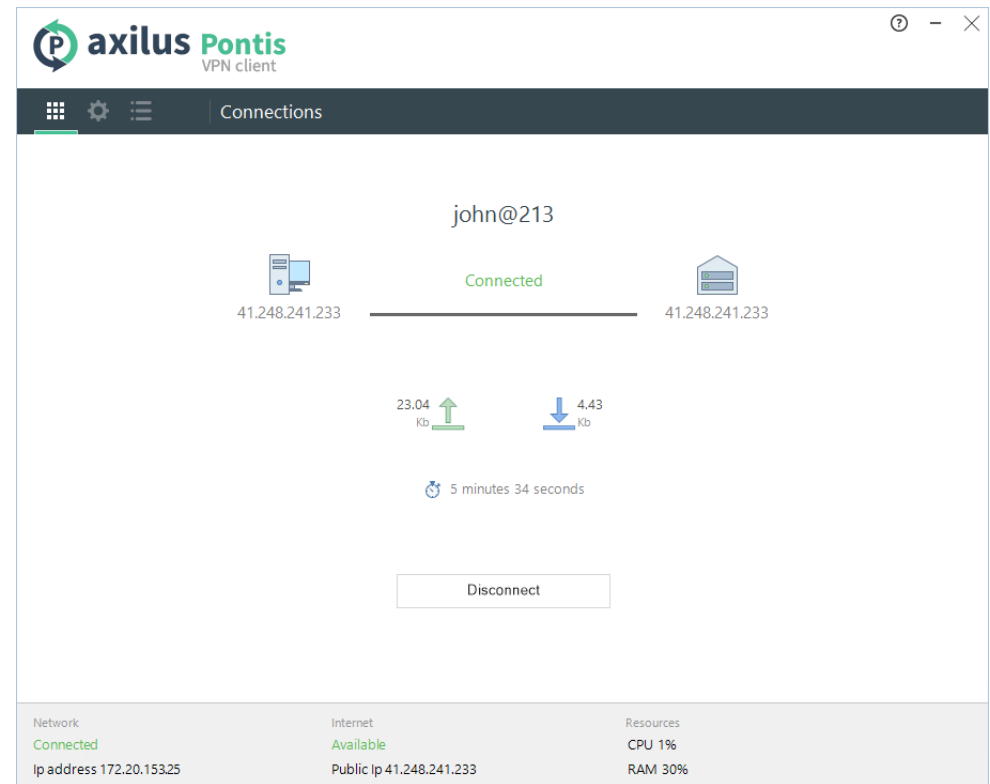 axilus Pontis
VPN client
Connections
john@213
Connected
41.248.241.233 41.248.241.233
23.04 Kb 4.43 Kb
5 minutes 34 seconds
Disconnect
Network Internet Resources
Connected Available CPU 1%
Ip address 172.20.153.25 Public Ip 41.248.241.233 RAM 30%